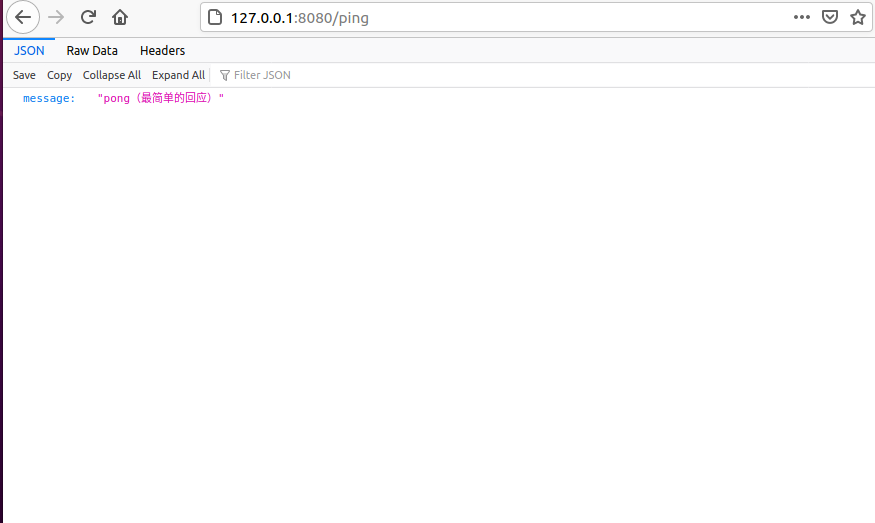 127.0.0.1:8080/ping
JSON Raw Data Headers
Save Copy Collapse All Expand All Filter JSON
message: "pong（最简单的回应）"